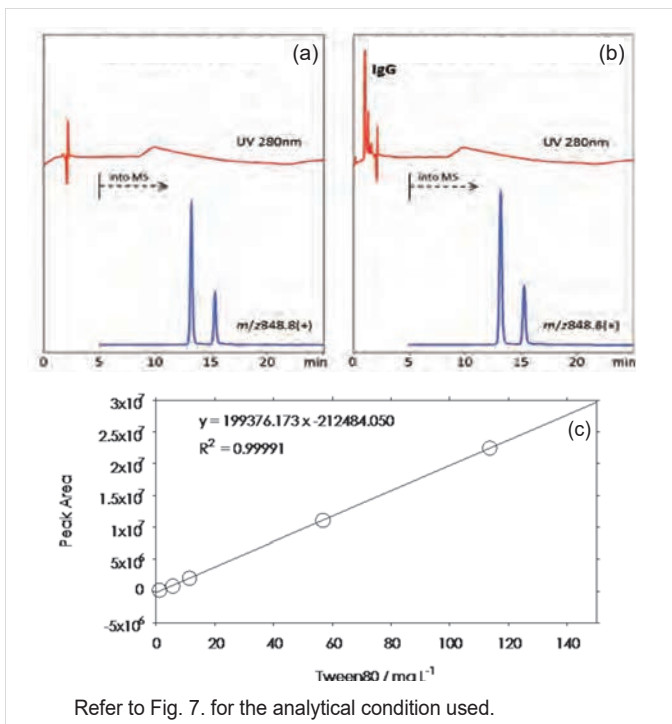 (a)
UV 280nm
into MS
m/z848.8(+)
0 10 20 min
(b)
IgG
UV 280nm
into MS
m/z848.8(+)
0 5 10 20 min
(c)
y = 199376.173 x -212484.050
R² = 0.99991
Peak Area
3x10⁷
2.5x10⁷
2x10⁷
1.5x10⁷
1x10⁷
5x10⁶
0
-5x10⁶
0 20 40 60 80 100 120 140
Tween80 / mg L⁻¹
Refer to Fig. 7. for the analytical condition used.